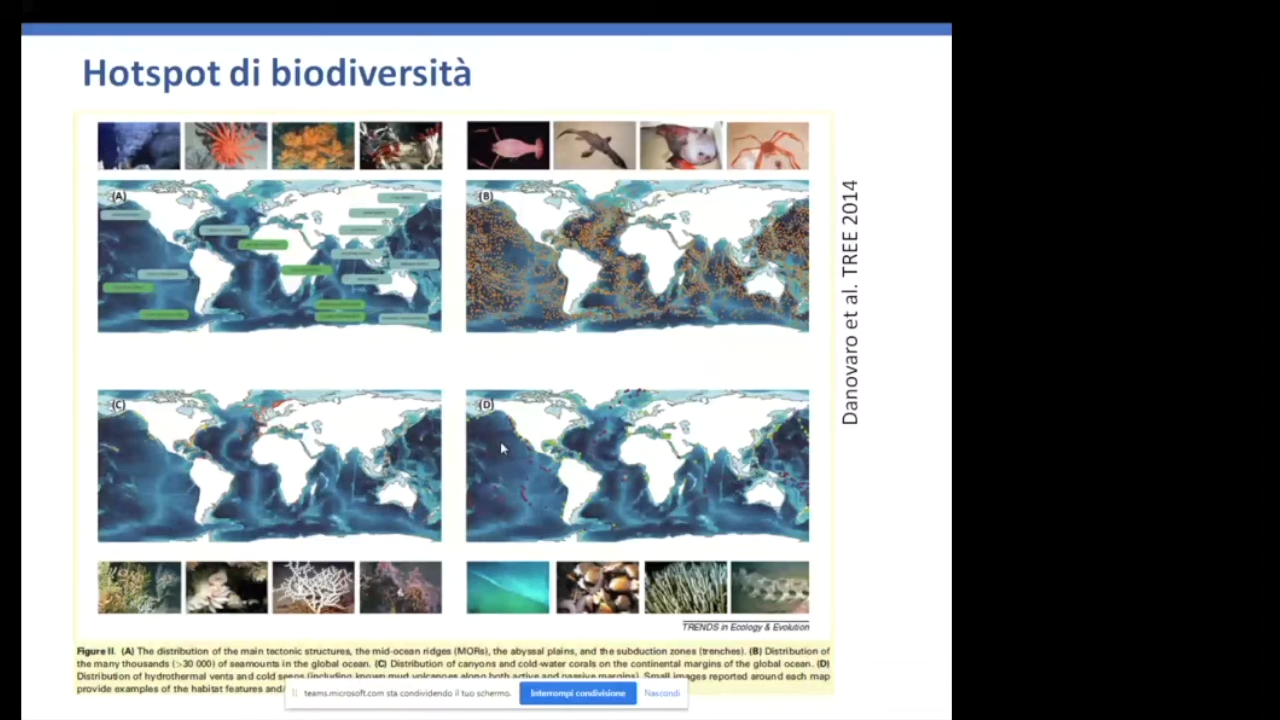 Hotspot di biodiversità
(A)
(B)
Danovaro et al. TREE 2014
(C)
(D)
TRENDS in Ecology & Evolution
Figure II. (A) The distribution of the main tectonic structures, the mid-ocean ridges (MORs), the abyssal plains, and the subduction zones (trenches). (B) Distribution of
the many thousands (>30 000) of seamounts in the global ocean. (C) Distribution of canyons and cold-water corals on the continental margins of the global ocean. (D)
Distribution of hydrothermal vents and cold seeps (including known mud volcanoes along both active and passive margins). Small images reported around each map
provide examples of the habitat features and/
teams.microsoft.com sta condividendo il tuo schermo.
Interrompi condivisione
Nascondi